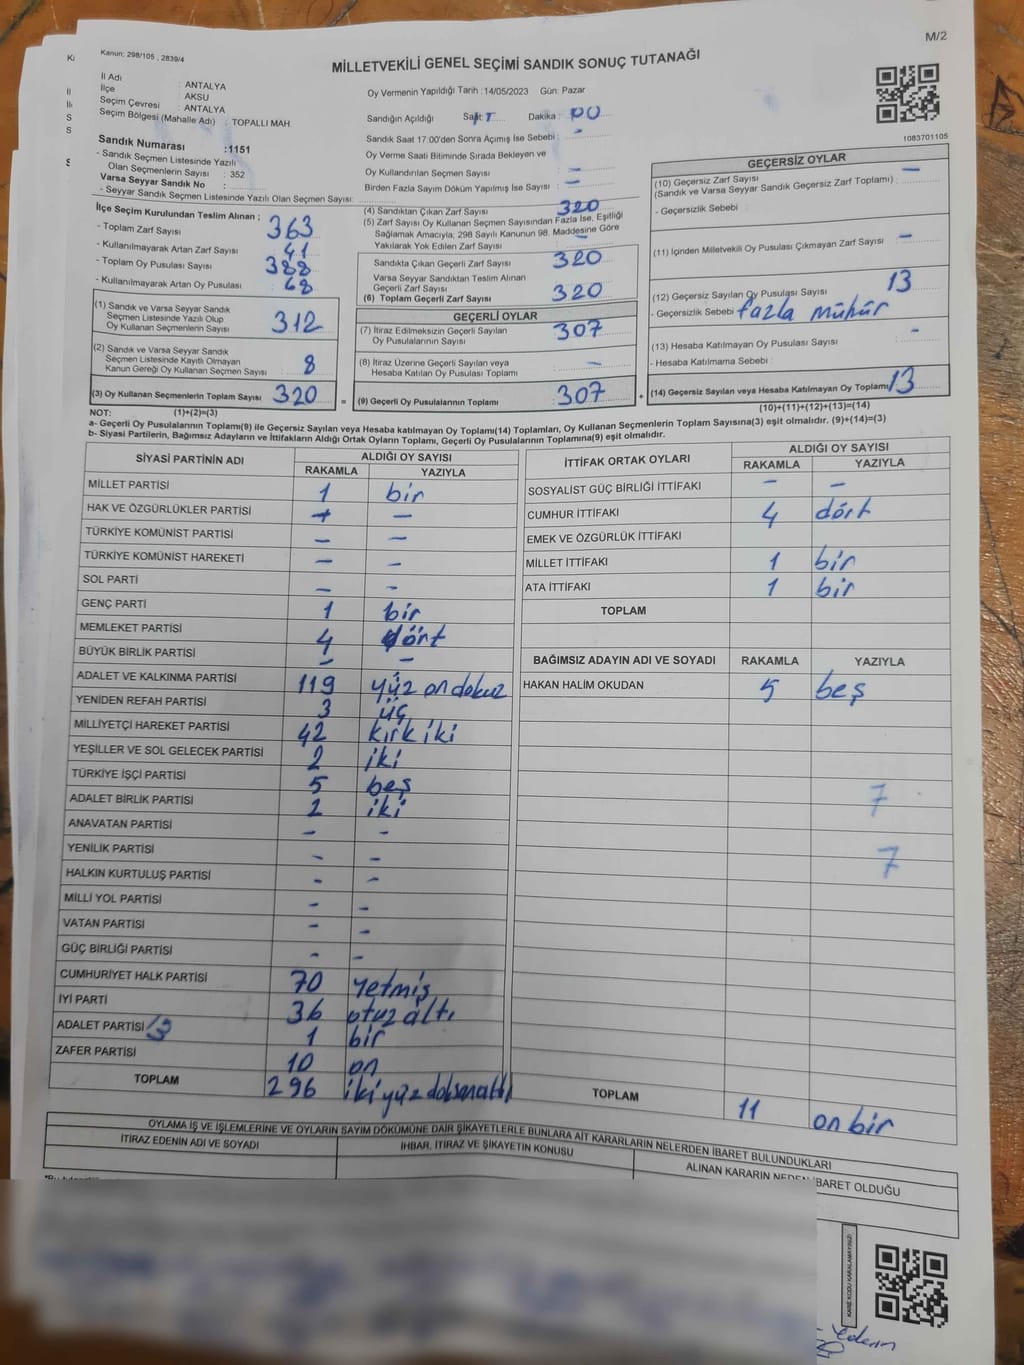 M/2
Kanun: 298/105 , 2839/4
MİLLETVEKİLİ GENEL SEÇİMİ SANDIK SONUÇ TUTANAĞI
İl Adı : ANTALYA
İlçe : AKSU
Seçim Çevresi : ANTALYA
Seçim Bölgesi (Mahalle Adı) : TOPALLI MAH.
Sandık Numarası :1151
- Sandık Seçmen Listesinde Yazılı
Olan Seçmenlerin Sayısı : 352
Varsa Seyyar Sandık No :
- Seyyar Sandık Seçmen Listesinde Yazılı Olan Seçmen Sayısı:
Oy Vermenin Yapıldığı Tarih :14/05/2023 Gün: Pazar
Sandığın Açıldığı Saat Dakika : 00
Sandık Saat 17:00'den Sonra Açımış İse Sebebi : -
Oy Verme Saati Bitiminde Sırada Bekleyen ve
Oy Kullandırılan Seçmen Sayısı : -
Birden Fazla Sayım Döküm Yapılmış İse Sayısı : -
1083701105
İlçe Seçim Kurulundan Teslim Alınan :
- Toplam Zarf Sayısı 363
- Kullanılmayarak Artan Zarf Sayısı 41
- Toplam Oy Pusulası Sayısı 388
- Kullanılmayarak Artan Oy Pusulası 68
(1) Sandık ve Varsa Seyyar Sandık
Seçmen Listesinde Yazılı Olup
Oy Kullanan Seçmenlerin Sayısı : 312
(2) Sandık ve Varsa Seyyar Sandık
Seçmen Listesinde Kayıtlı Olmayan
Kanun Gereği Oy Kullanan Seçmen Sayısı : 8
(3) Oy Kullanan Seçmenlerin Toplam Sayısı 320 =
(4) Sandıktan Çıkan Zarf Sayısı 320
(5) Zarf Sayısı Oy Kullanan Seçmen Sayısından Fazla İse, Eşitliği
Sağlamak Amacıyla, 298 Sayılı Kanunun 98. Maddesine Göre
Yakılarak Yok Edilen Zarf Sayısı : -
Sandıkta Çıkan Geçerli Zarf Sayısı 320
Varsa Seyyar Sandıktan Teslim Alınan
Geçerli Zarf Sayısı
(6) Toplam Geçerli Zarf Sayısı 320
GEÇERLİ OYLAR
(7) İtiraz Edilmeksizin Geçerli Sayılan
Oy Pusulalarının Sayısı 307
(8) İtiraz Üzerine Geçerli Sayılan veya
Hesaba Katılan Oy Pusulası Toplamı -
(9) Geçerli Oy Pusulalarının Toplamı 307 +
GEÇERSİZ OYLAR
(10) Geçersiz Zarf Sayısı -
(Sandık ve Varsa Seyyar Sandık Geçersiz Zarf Toplamı) :
- Geçersizlik Sebebi
(11) İçinden Milletvekili Oy Pusulası Çıkmayan Zarf Sayısı -
(12) Geçersiz Sayılan Oy Pusulası Sayısı 13
- Geçersizlik Sebebi fazla mühür
(13) Hesaba Katılmayan Oy Pusulası Sayısı -
- Hesaba Katılmama Sebebi :
(14) Geçersiz Sayılan veya Hesaba Katılmayan Oy Toplamı 13
(10)+(11)+(12)+(13)=(14)
NOT: (1)+(2)=(3)
a- Geçerli Oy Pusulalarının Toplamı(9) ile Geçersiz Sayılan veya Hesaba katılmayan Oy Toplamı(14) Toplamları, Oy Kullanan Seçmenlerin Toplam Sayısına(3) eşit olmalıdır. (9)+(14)=(3)
b- Siyasi Partilerin, Bağımsız Adayların ve İttifakların Aldığı Ortak Oyların Toplamı, Geçerli Oy Pusulalarının Toplamına(9) eşit olmalıdır.
SİYASİ PARTİNİN ADI ALDIĞI OY SAYISI
RAKAMLA YAZIYLA
MİLLET PARTİSİ 1 bir
HAK VE ÖZGÜRLÜKLER PARTİSİ - -
TÜRKİYE KOMÜNİST PARTİSİ - -
TÜRKİYE KOMÜNİST HAREKETİ - -
SOL PARTİ - -
GENÇ PARTİ 1 bir
MEMLEKET PARTİSİ 4 dört
BÜYÜK BİRLİK PARTİSİ - -
ADALET VE KALKINMA PARTİSİ 119 yüz on dokuz
YENİDEN REFAH PARTİSİ 3 üç
MİLLİYETÇİ HAREKET PARTİSİ 42 kırk iki
YEŞİLLER VE SOL GELECEK PARTİSİ 2 iki
TÜRKİYE İŞÇİ PARTİSİ 5 beş
ADALET BİRLİK PARTİSİ 2 iki
ANAVATAN PARTİSİ - -
YENİLİK PARTİSİ - -
HALKIN KURTULUŞ PARTİSİ - -
MİLLİ YOL PARTİSİ - -
VATAN PARTİSİ - -
GÜÇ BİRLİĞİ PARTİSİ - -
CUMHURİYET HALK PARTİSİ 70 yetmiş
İYİ PARTİ 36 otuz altı
ADALET PARTİSİ 1 bir
ZAFER PARTİSİ 10 on
TOPLAM 296 iki yüz doksan altı
İTTİFAK ORTAK OYLARI ALDIĞI OY SAYISI
RAKAMLA YAZIYLA
SOSYALİST GÜÇ BİRLİĞİ İTTİFAKI - -
CUMHUR İTTİFAKI 4 dört
EMEK VE ÖZGÜRLÜK İTTİFAKI
MİLLET İTTİFAKI 1 bir
ATA İTTİFAKI 1 bir
TOPLAM
BAĞIMSIZ ADAYIN ADI VE SOYADI RAKAMLA YAZIYLA
HAKAN HALİM OKUDAN 5 beş
7
7
TOPLAM 11 on bir
OYLAMA İŞ VE İŞLEMLERİNE VE OYLARIN SAYIM DÖKÜMÜNE DAİR ŞİKAYETLERLE BUNLARA AİT KARARLARIN NELERDEN İBARET BULUNDUKLARI
İTİRAZ EDENİN ADI VE SOYADI
İHBAR, İTİRAZ VE ŞİKAYETİN KONUSU
ALINAN KARARIN İBARET OLDUĞU
KARE KODU KARALAMAYINIZ!